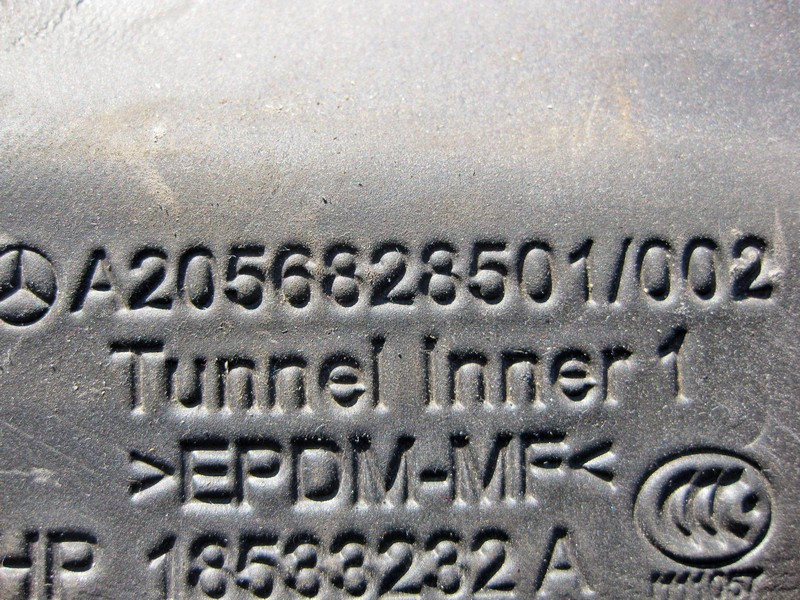 A2056828501/002
Tunnel inner 1
>EPDM-MF<
HP 18533232 A